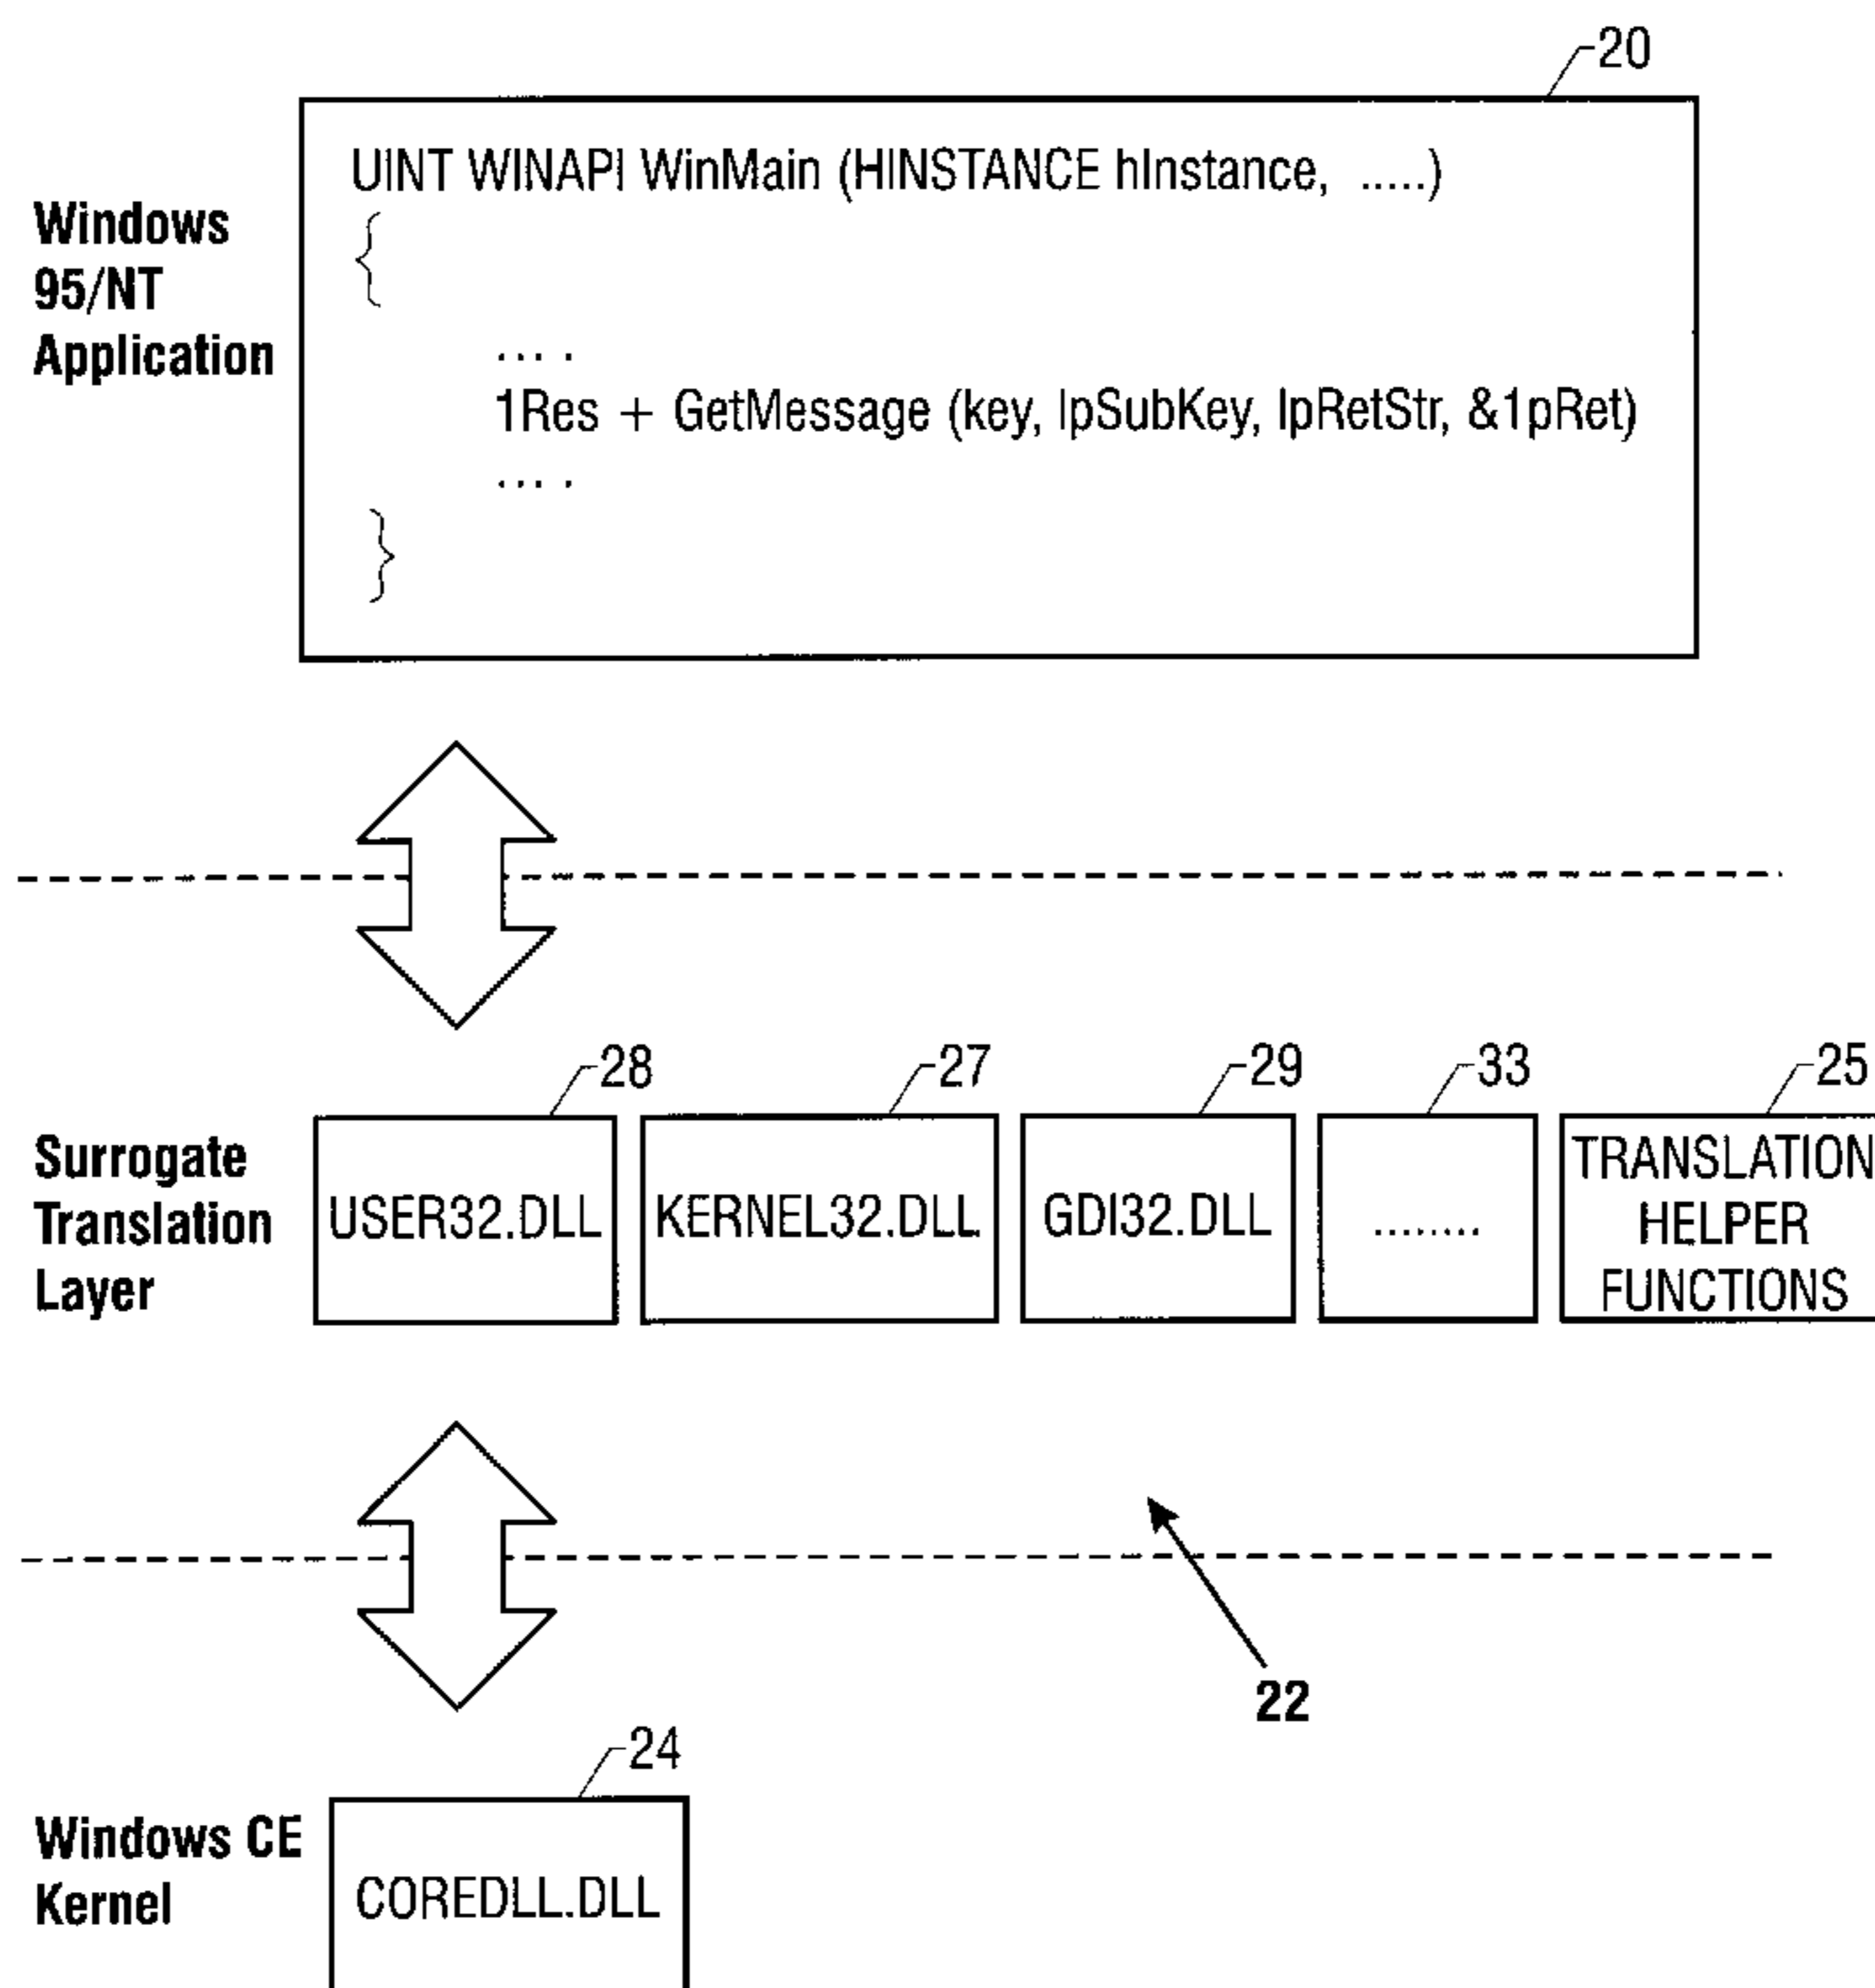 20
UINT WINAPI WinMain (HINSTANCE hInstance, .....)
Windows
95/NT
Application
{
....
1Res + GetMessage (key, lpSubKey, lpRetStr, &1pRet)
....
}
28
27
29
33
25
Surrogate
Translation
Layer
USER32.DLL
KERNEL32.DLL
GDI32.DLL
........
TRANSLATION
HELPER
FUNCTIONS
22
24
Windows CE
Kernel
COREDLL.DLL